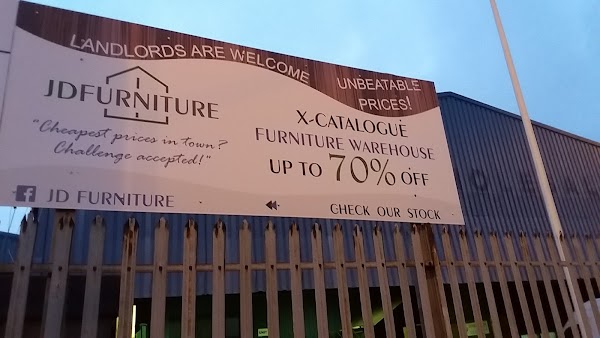 LANDLORDS ARE WELCOME
UNBEATABLE
PRICES!
JDFURNITURE
"Cheapest prices in town?
Challenge accepted!"
X-CATALOGUE
FURNITURE WAREHOUSE
UP TO 70% OFF
f JD FURNITURE
CHECK OUR STOCK